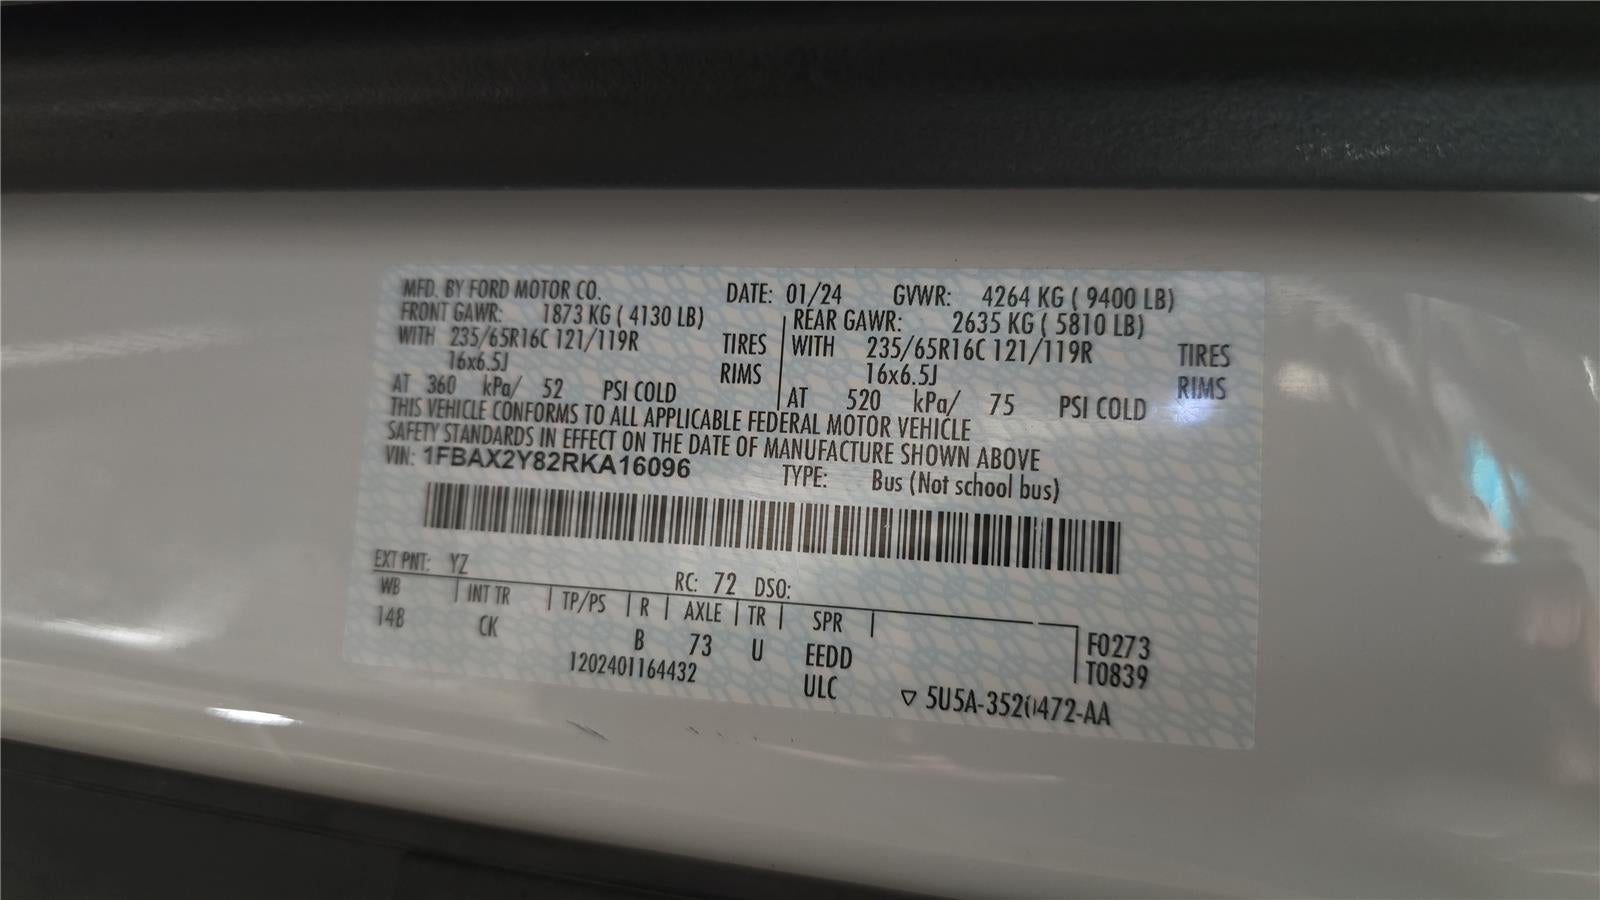 MFD. BY FORD MOTOR CO. DATE: 01/24 GVWR: 4264 KG ( 9400 LB)
FRONT GAWR: 1873 KG ( 4130 LB) REAR GAWR: 2635 KG ( 5810 LB)
WITH 235/65R16C 121/119R TIRES WITH 235/65R16C 121/119R TIRES
16x6.5J RIMS 16x6.5J RIMS
AT 360 kPa/ 52 PSI COLD AT 520 kPa/ 75 PSI COLD
THIS VEHICLE CONFORMS TO ALL APPLICABLE FEDERAL MOTOR VEHICLE
SAFETY STANDARDS IN EFFECT ON THE DATE OF MANUFACTURE SHOWN ABOVE
VIN: 1FBAX2Y82RKA16096 TYPE: Bus (Not school bus)
EXT PNT: YZ RC: 72 DSO:
WB INT TR TP/PS R AXLE TR SPR F0273
148 CK B 73 U EEDD T0839
1202401164432 ULC ▽ 5U5A-3520472-AA